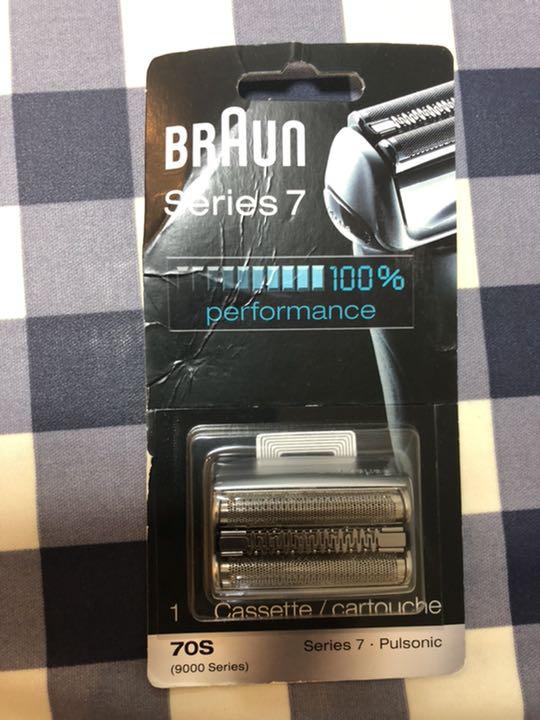 BRAUN
Series 7
100%
performance
1 Cassette / cartouche
70S
Series 7 · Pulsonic
(9000 Series)